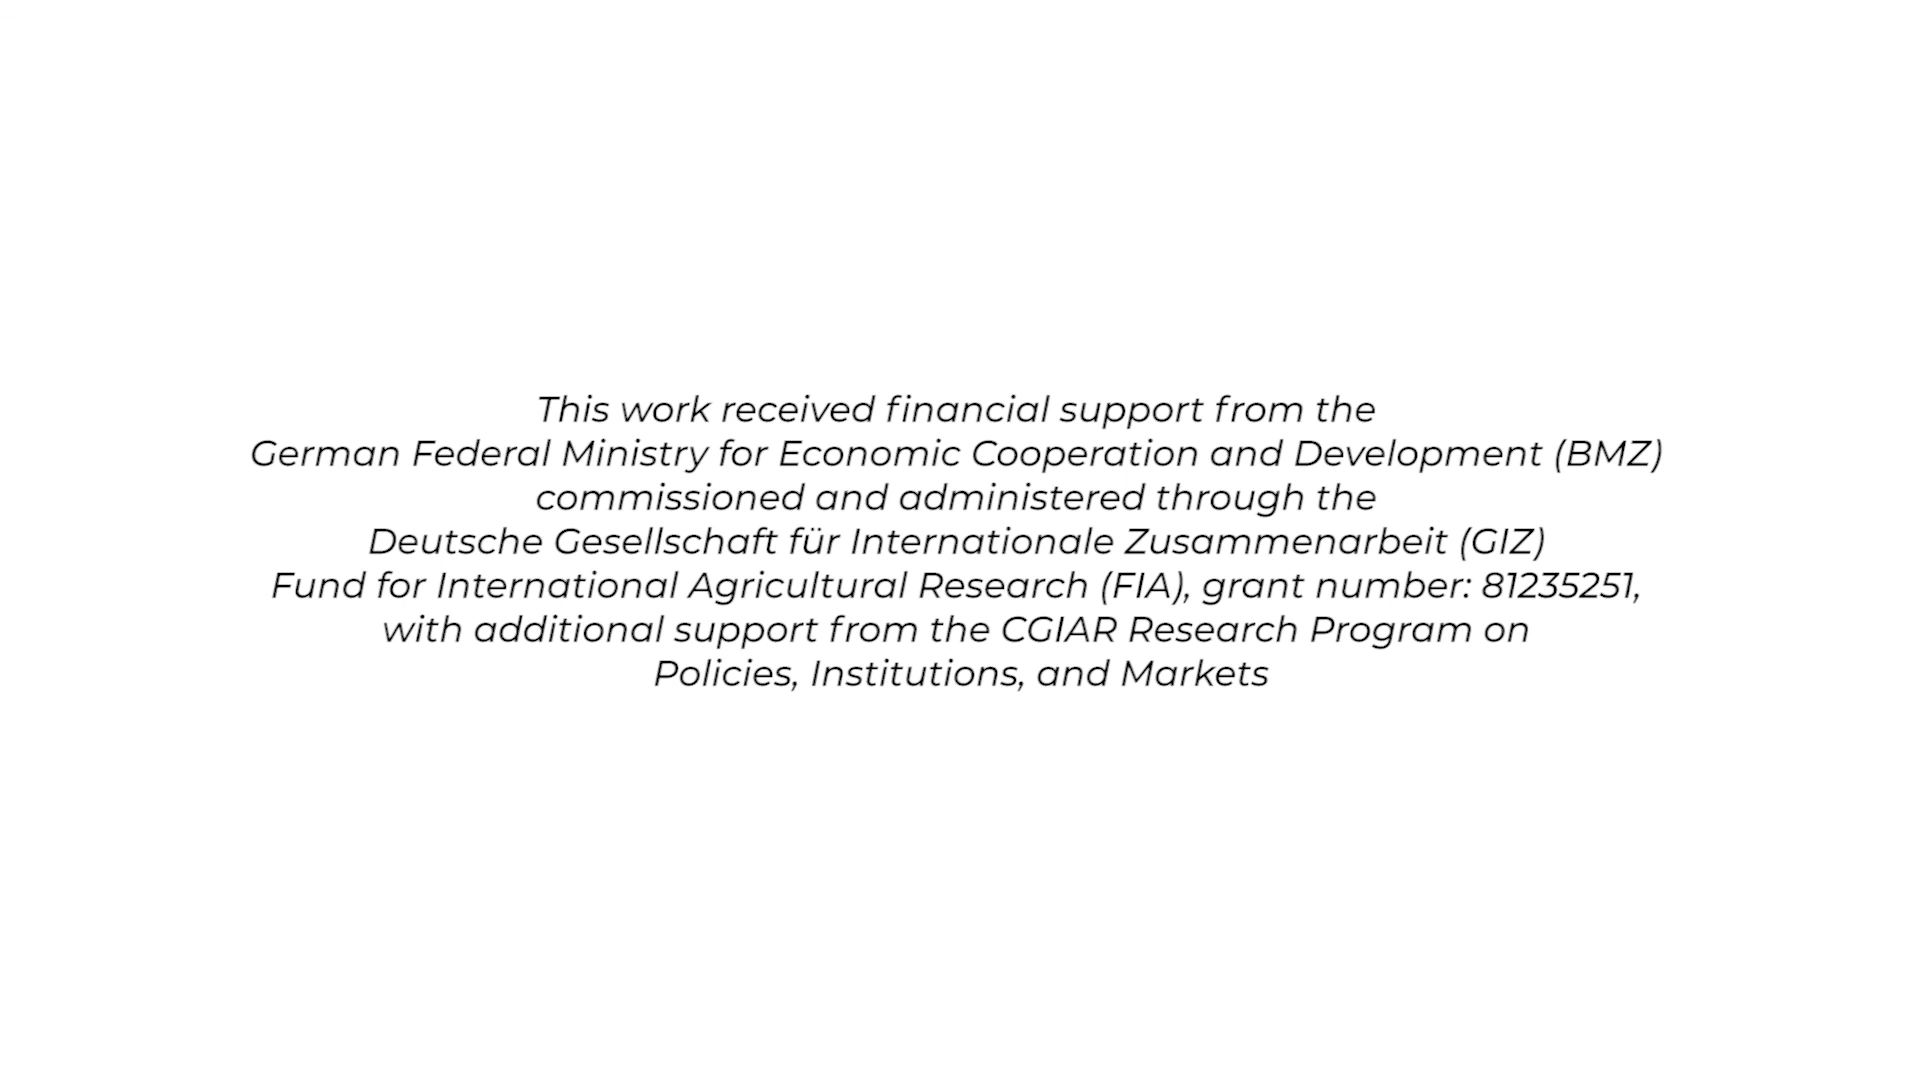 This work received financial support from the
German Federal Ministry for Economic Cooperation and Development (BMZ)
commissioned and administered through the
Deutsche Gesellschaft für Internationale Zusammenarbeit (GIZ)
Fund for International Agricultural Research (FIA), grant number: 81235251,
with additional support from the CGIAR Research Program on
Policies, Institutions, and Markets